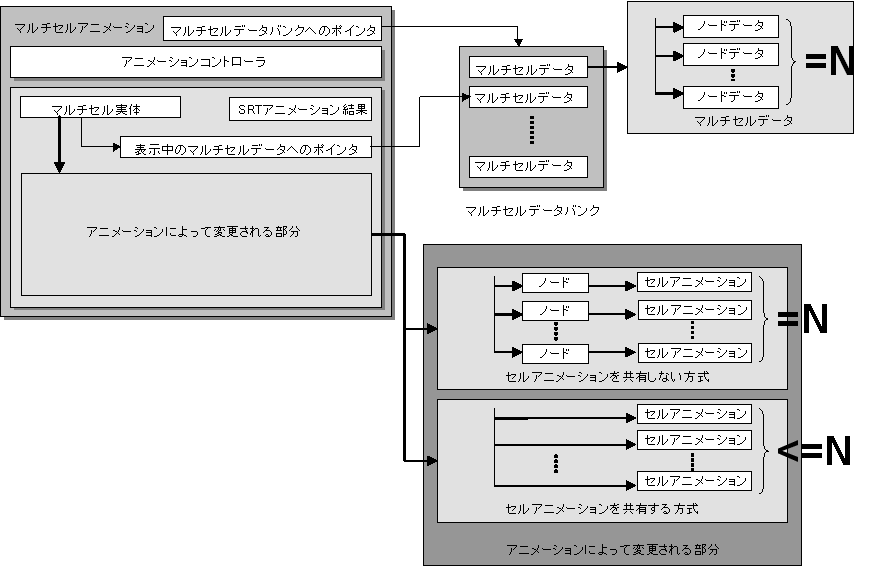 マルチセルアニメーション
マルチセルデータバンクへのポインタ
アニメーションコントローラ
マルチセル実体
SRTアニメーション結果
表示中のマルチセルデータへのポインタ
アニメーションによって変更される部分
マルチセルデータ
マルチセルデータ
マルチセルデータ
マルチセルデータバンク
ノードデータ
ノードデータ
ノードデータ
=N
マルチセルデータ
ノード
セルアニメーション
ノード
セルアニメーション
ノード
セルアニメーション
=N
セルアニメーションを共有しない方式
セルアニメーション
セルアニメーション
セルアニメーション
<=N
セルアニメーションを共有する方式
アニメーションによって変更される部分